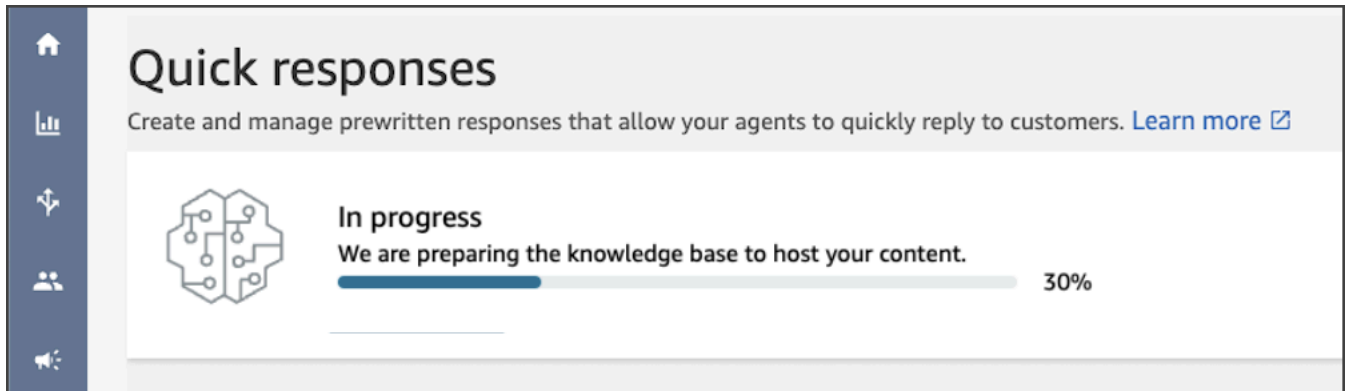 Quick responses
Create and manage prewritten responses that allow your agents to quickly reply to customers. Learn more
In progress
We are preparing the knowledge base to host your content.
30%